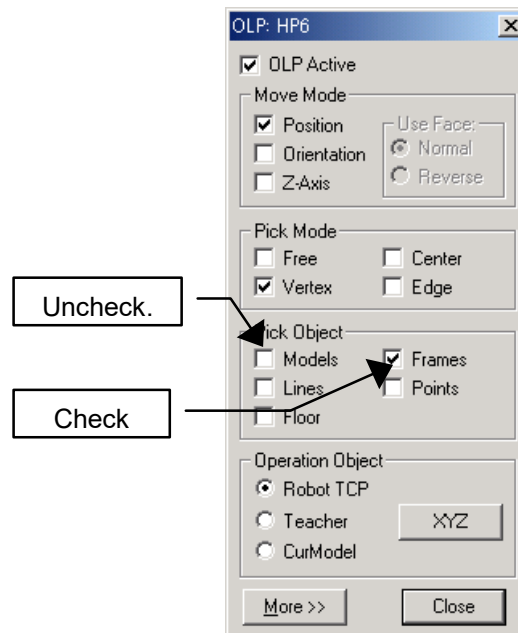 OLP: HP6
OLP Active
Move Mode
Position
Orientation
Z-Axis
Use Face:
Normal
Reverse
Pick Mode
Free
Center
Vertex
Edge
Uncheck.
Pick Object
Models
Frames
Lines
Points
Check
Floor
Operation Object
Robot TCP
Teacher
XYZ
CurModel
More >>
Close